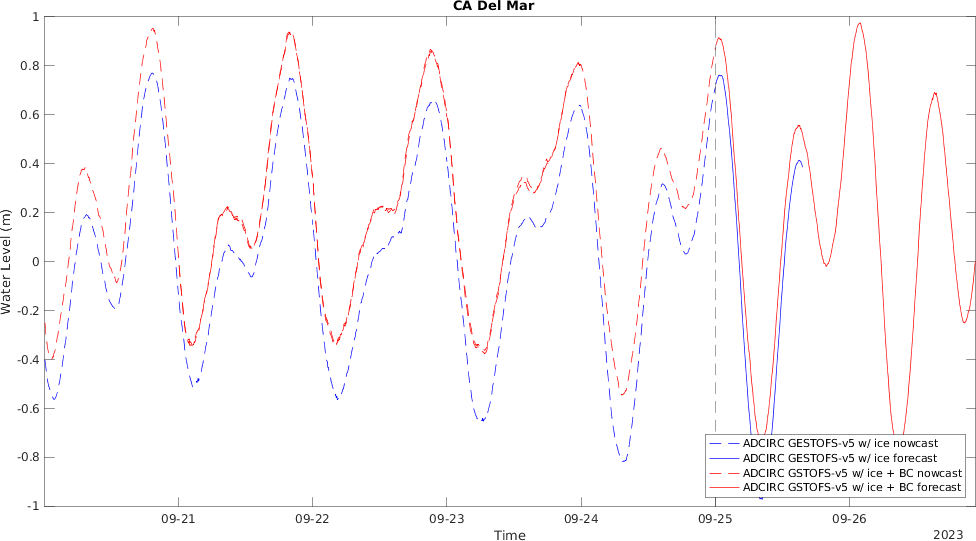 CA Del Mar
1
0.8
0.6
0.4
0.2
0
-0.2
-0.4
-0.6
-0.8
-1
Water Level (m)
ADCIRC GESTOFS-v5 w/ ice nowcast
ADCIRC GESTOFS-v5 w/ ice forecast
ADCIRC GSTOFS-v5 w/ ice + BC nowcast
ADCIRC GSTOFS-v5 w/ ice + BC forecast
09-21 09-22 09-23 09-24 09-25 09-26
Time
2023